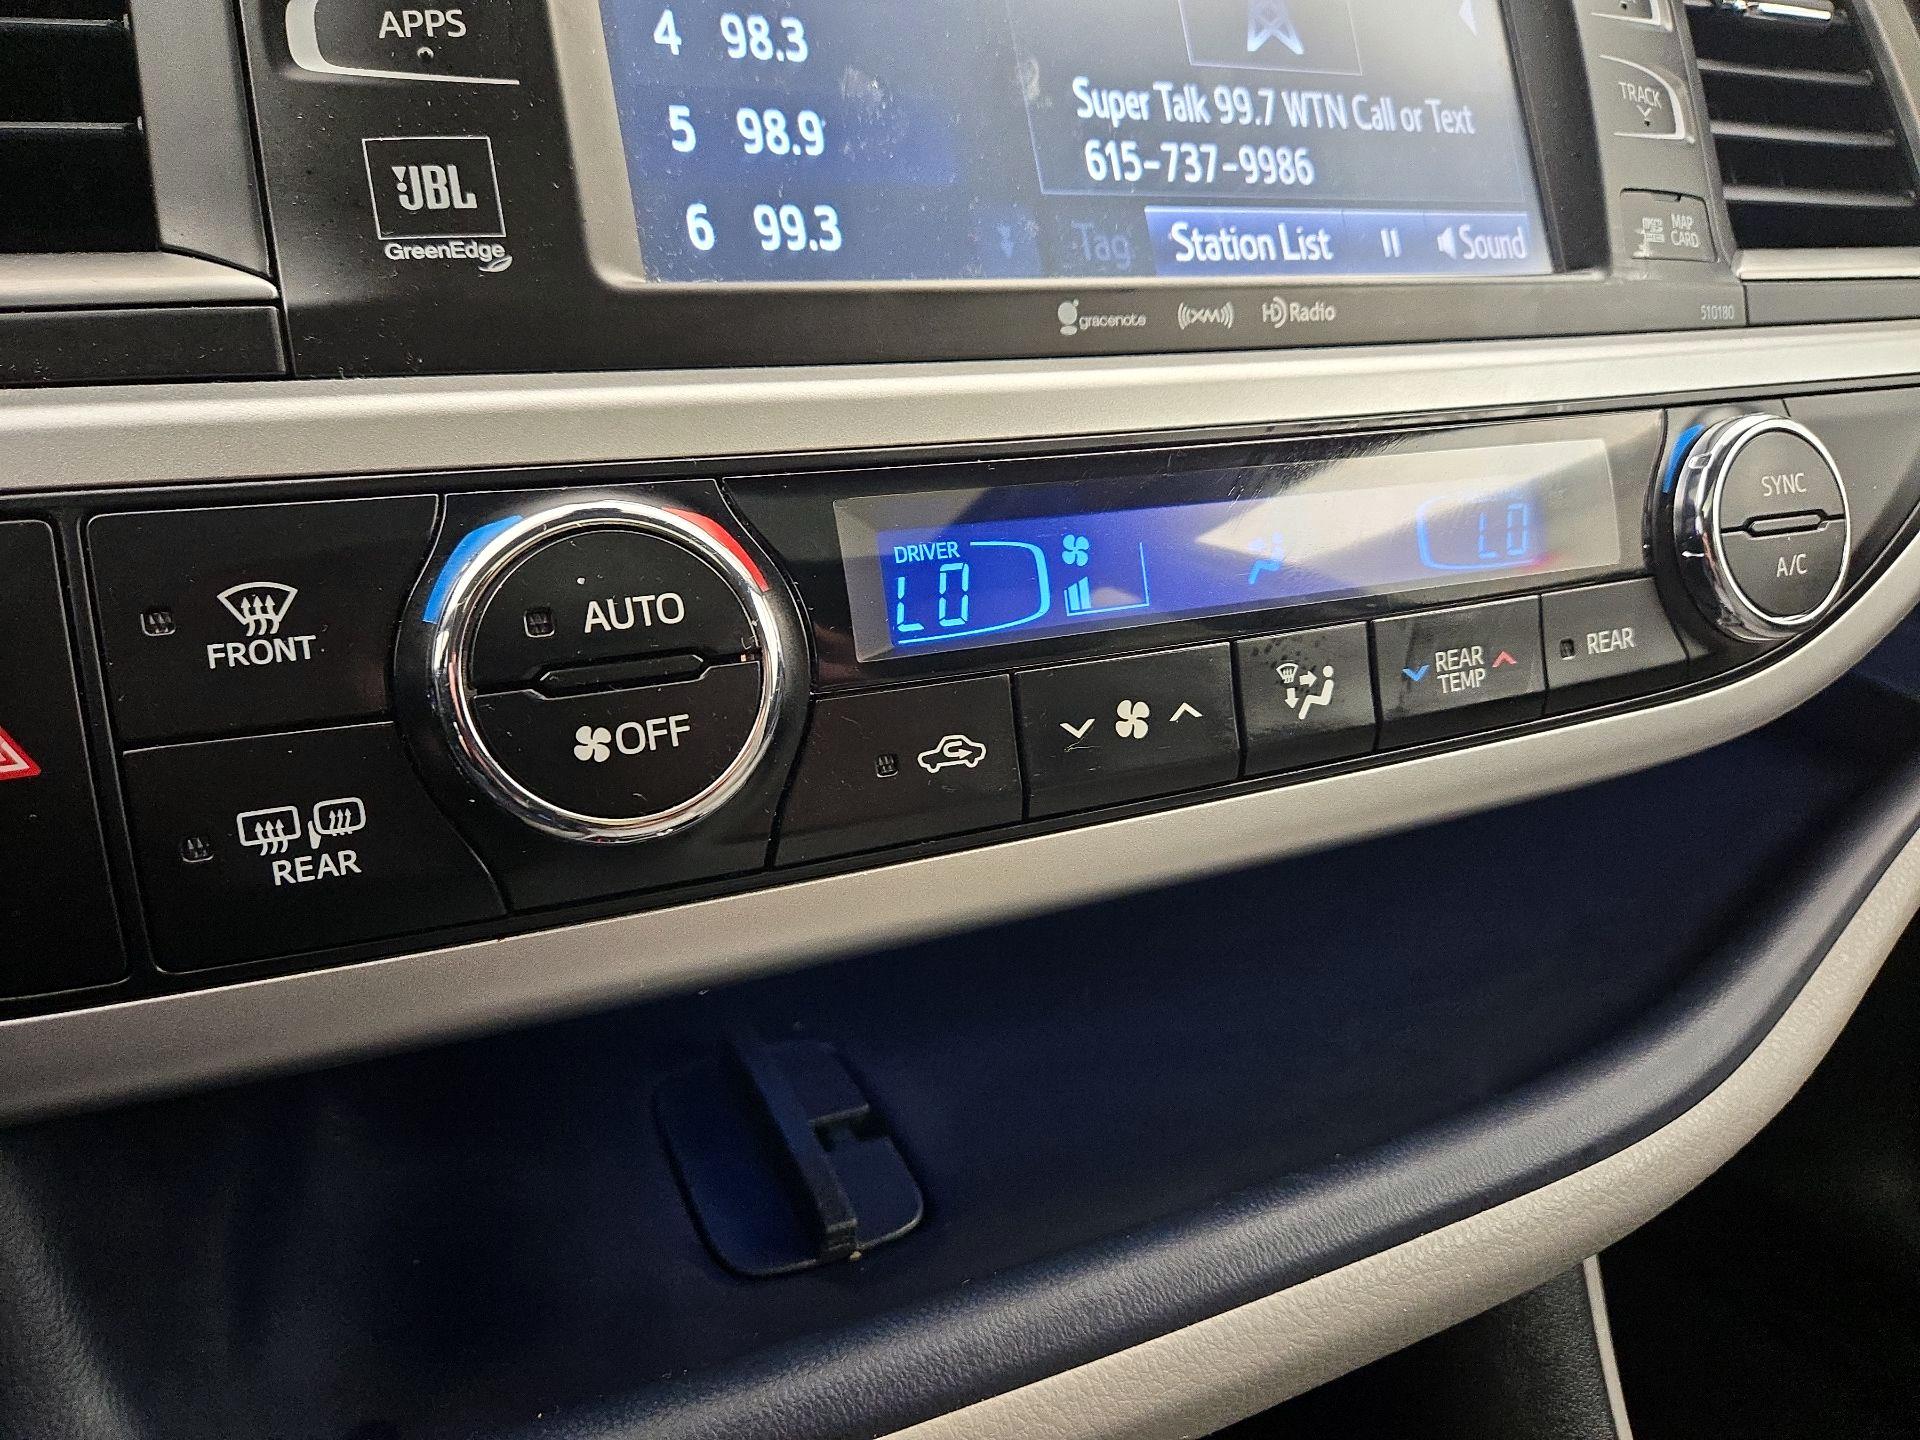 APPS
JBL
GreenEdge
4 98.3
5 98.9
6 99.3
Super Talk 99.7 WTN Call or Text
615-737-9986
Tag
Station List
Sound
TRACK
MAP
CARD
gracenote
((XM))
HD Radio
510180
FRONT
REAR
AUTO
OFF
DRIVER
LO
LO
REAR
TEMP
REAR
SYNC
A/C